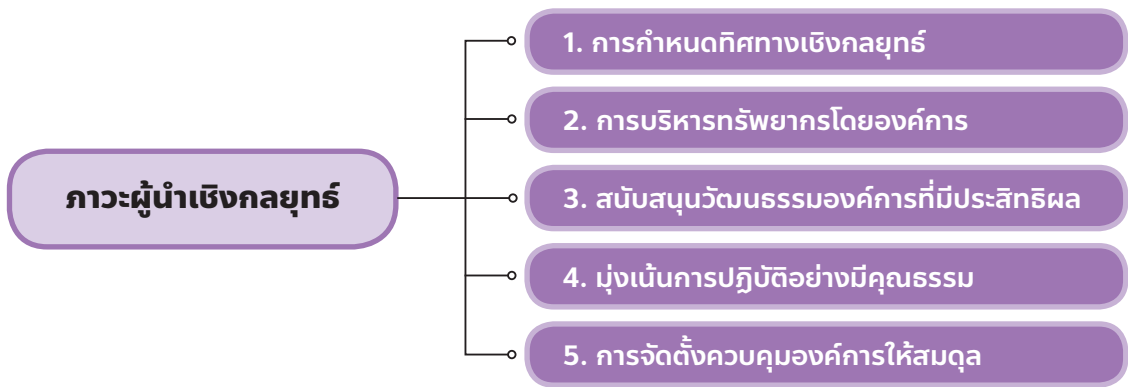 ภาวะผู้นำเชิงกลยุทธ์
1. การกำหนดทิศทางเชิงกลยุทธ์
2. การบริหารทรัพยากรโดยองค์การ
3. สนับสนุนวัฒนธรรมองค์การที่มีประสิทธิผล
4. มุ่งเน้นการปฏิบัติอย่างมีคุณธรรม
5. การจัดตั้งควบคุมองค์การให้สมดุล